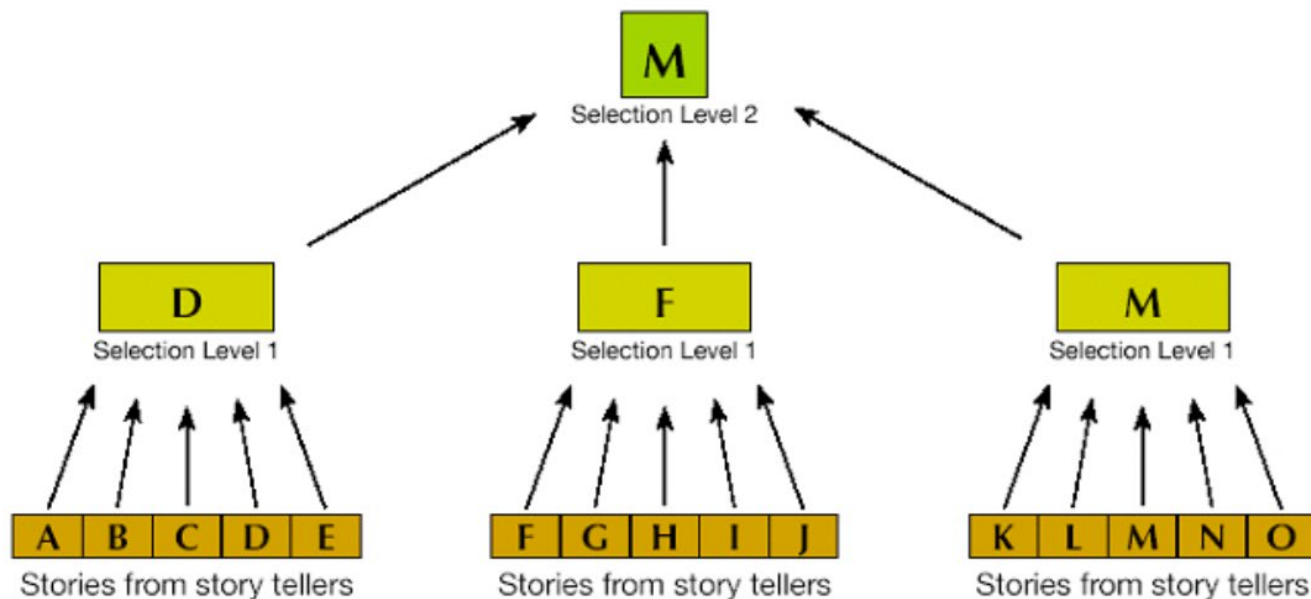 M
Selection Level 2
D F M
Selection Level 1 Selection Level 1 Selection Level 1
A B C D E F G H I J K L M N O
Stories from story tellers Stories from story tellers Stories from story tellers